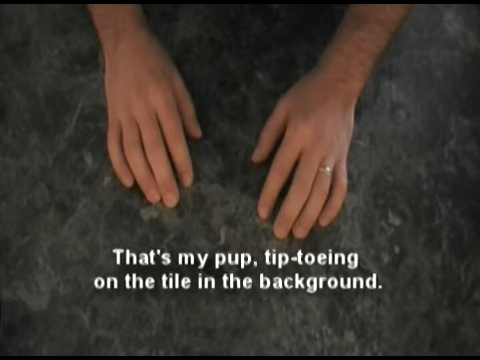 That's my pup, tip-toeing
on the tile in the background.